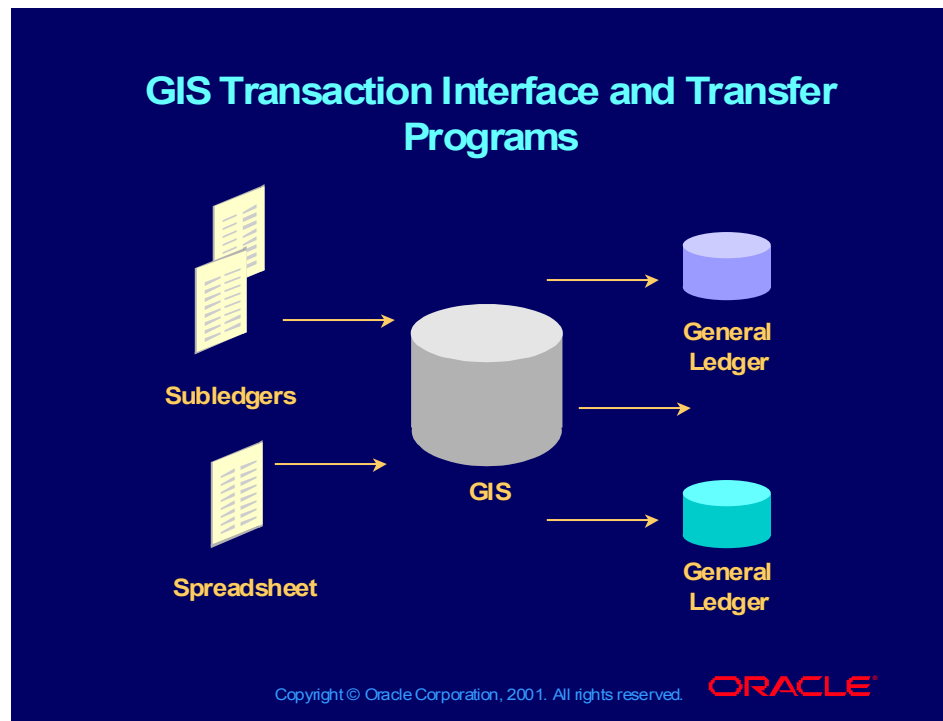 GIS Transaction Interface and Transfer
Programs
Subledgers
Spreadsheet
GIS
General
Ledger
General
Ledger
Copyright © Oracle Corporation, 2001. All rights reserved.
ORACLE®